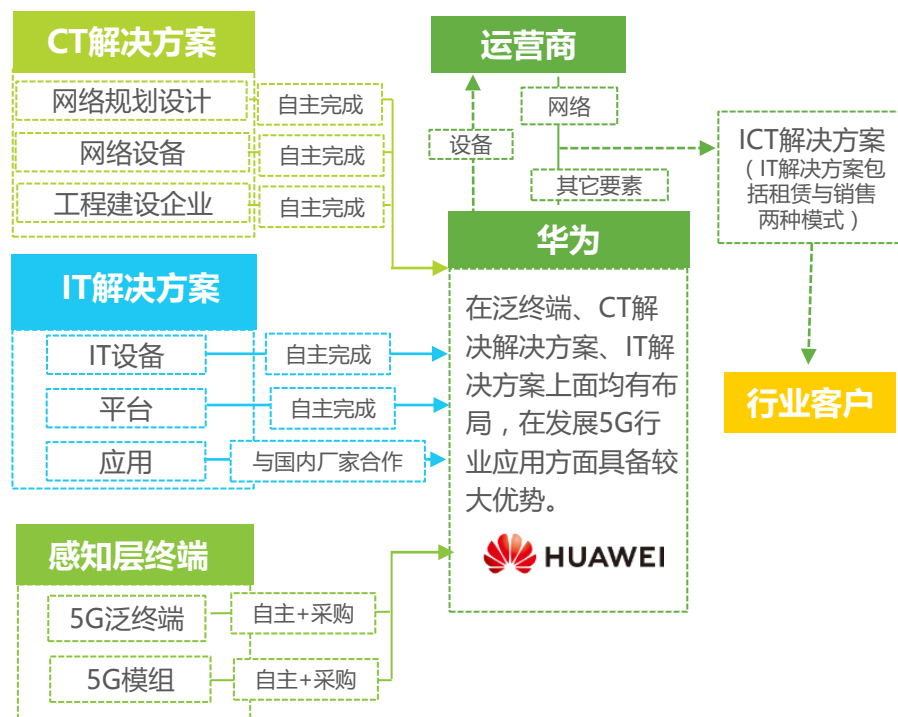 CT解决方案
网络规划设计
自主完成
网络设备
自主完成
工程建设企业
自主完成
IT解决方案
IT设备
自主完成
平台
自主完成
应用
与国内厂家合作
感知层终端
5G泛终端
自主+采购
5G模组
自主+采购
运营商
设备
网络
其它要素
华为
在泛终端、CT解
决解决方案、IT解
决方案上面均有布
局，在发展5G行
业应用方面具备较
大优势。
HUAWEI
ICT解决方案
（IT解决方案包
括租赁与销售
两种模式）
行业客户